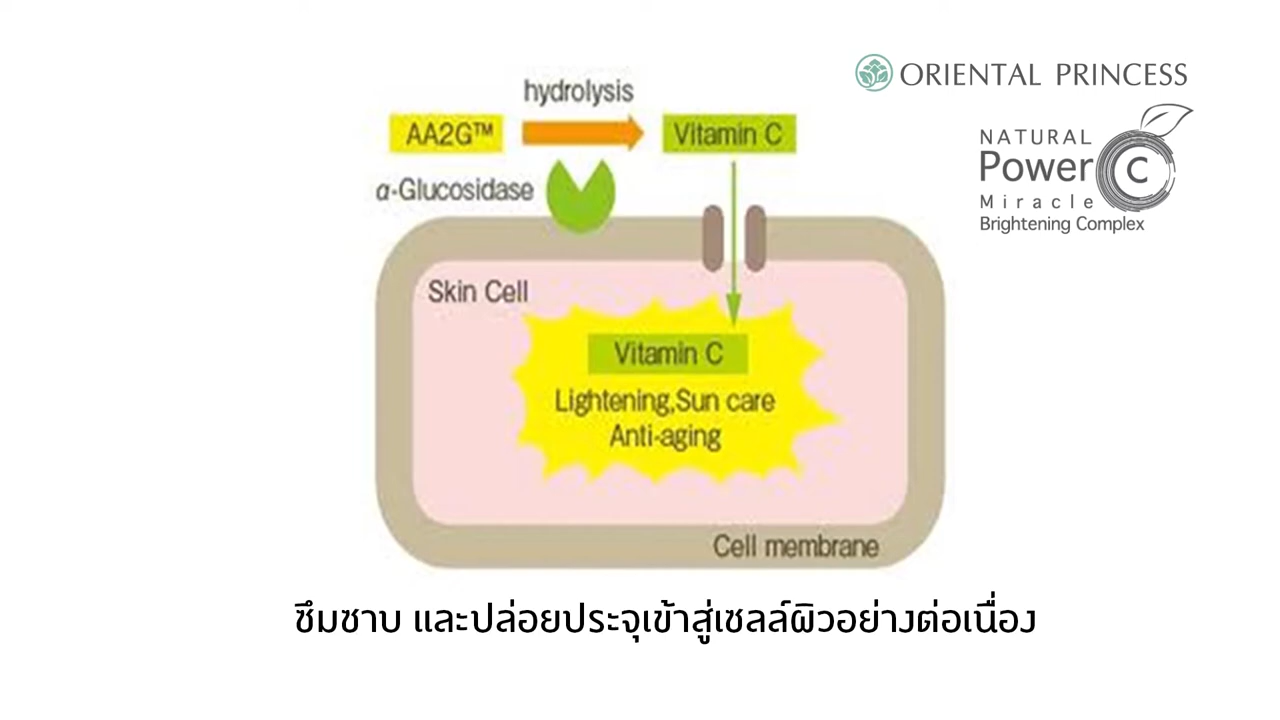 ORIENTAL PRINCESS
NATURAL
Power C
Miracle
Brightening Complex
hydrolysis
AA2G™
Vitamin C
α-Glucosidase
Skin Cell
Vitamin C
Lightening,Sun care
Anti-aging
Cell membrane
ซึมซาบ และปล่อยประจุเข้าสู่เซลล์ผิวอย่างต่อเนื่อง